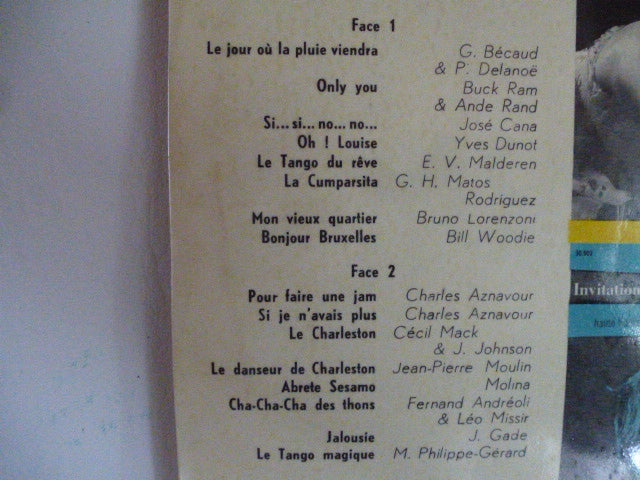 Face 1
Le jour où la pluie viendra G. Bécaud
& P. Delanoë
Only you Buck Ram
& Ande Rand
Si... si... no... no... José Cana
Oh ! Louise Yves Dunot
Le Tango du rêve E. V. Malderen
La Cumparsita G. H. Matos
Rodriguez
Mon vieux quartier Bruno Lorenzoni
Bonjour Bruxelles Bill Woodie
Face 2
Pour faire une jam Charles Aznavour
Si je n'avais plus Charles Aznavour
Le Charleston Cécil Mack
& J. Johnson
Le danseur de Charleston Jean-Pierre Moulin
Abrete Sesamo Molina
Cha-Cha-Cha des thons Fernand Andréoli
& Léo Missir
Jalousie J. Gade
Le Tango magique M. Philippe-Gérard
Invitation
haute